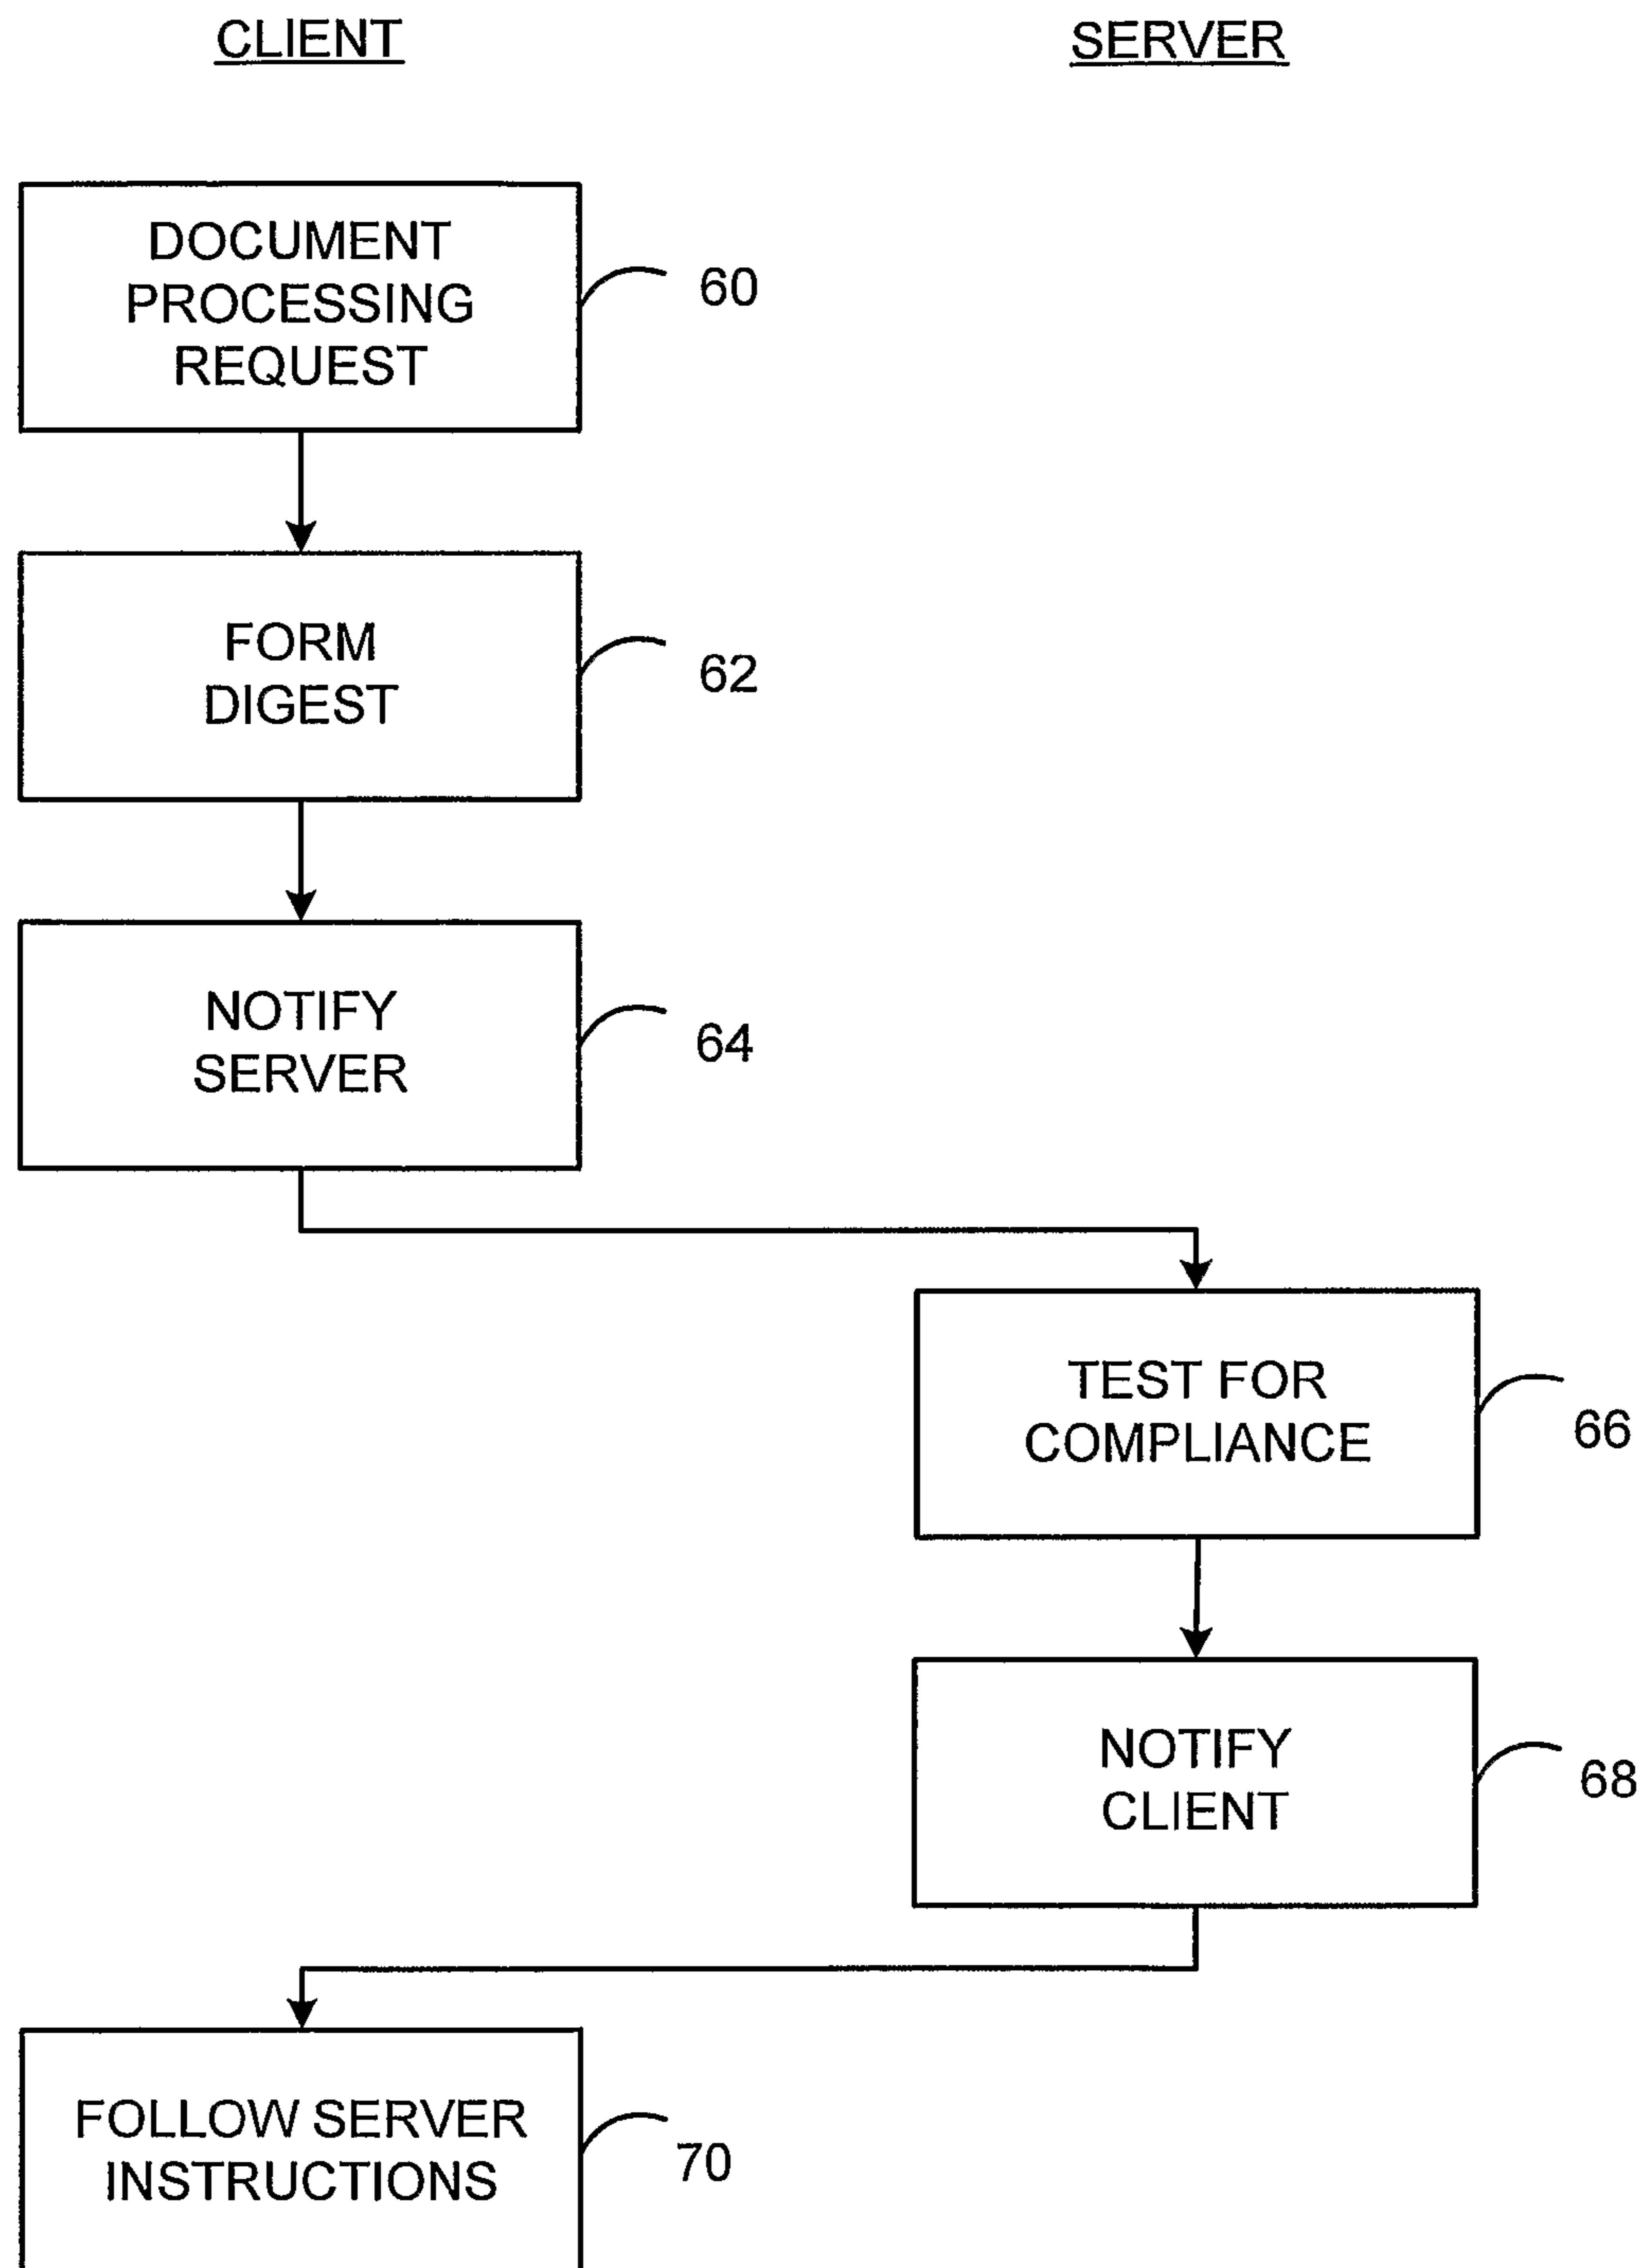 CLIENT
SERVER
DOCUMENT
PROCESSING
REQUEST
60
FORM
DIGEST
62
NOTIFY
SERVER
64
TEST FOR
COMPLIANCE
66
NOTIFY
CLIENT
68
FOLLOW SERVER
INSTRUCTIONS
70